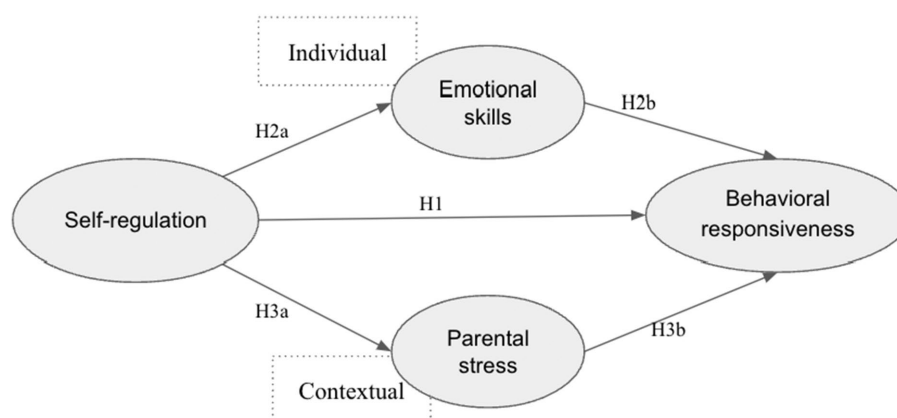 Individual
Emotional
skills
H2a
H2b
Self-regulation
H1
Behavioral
responsiveness
H3a
Parental
stress
H3b
Contextual